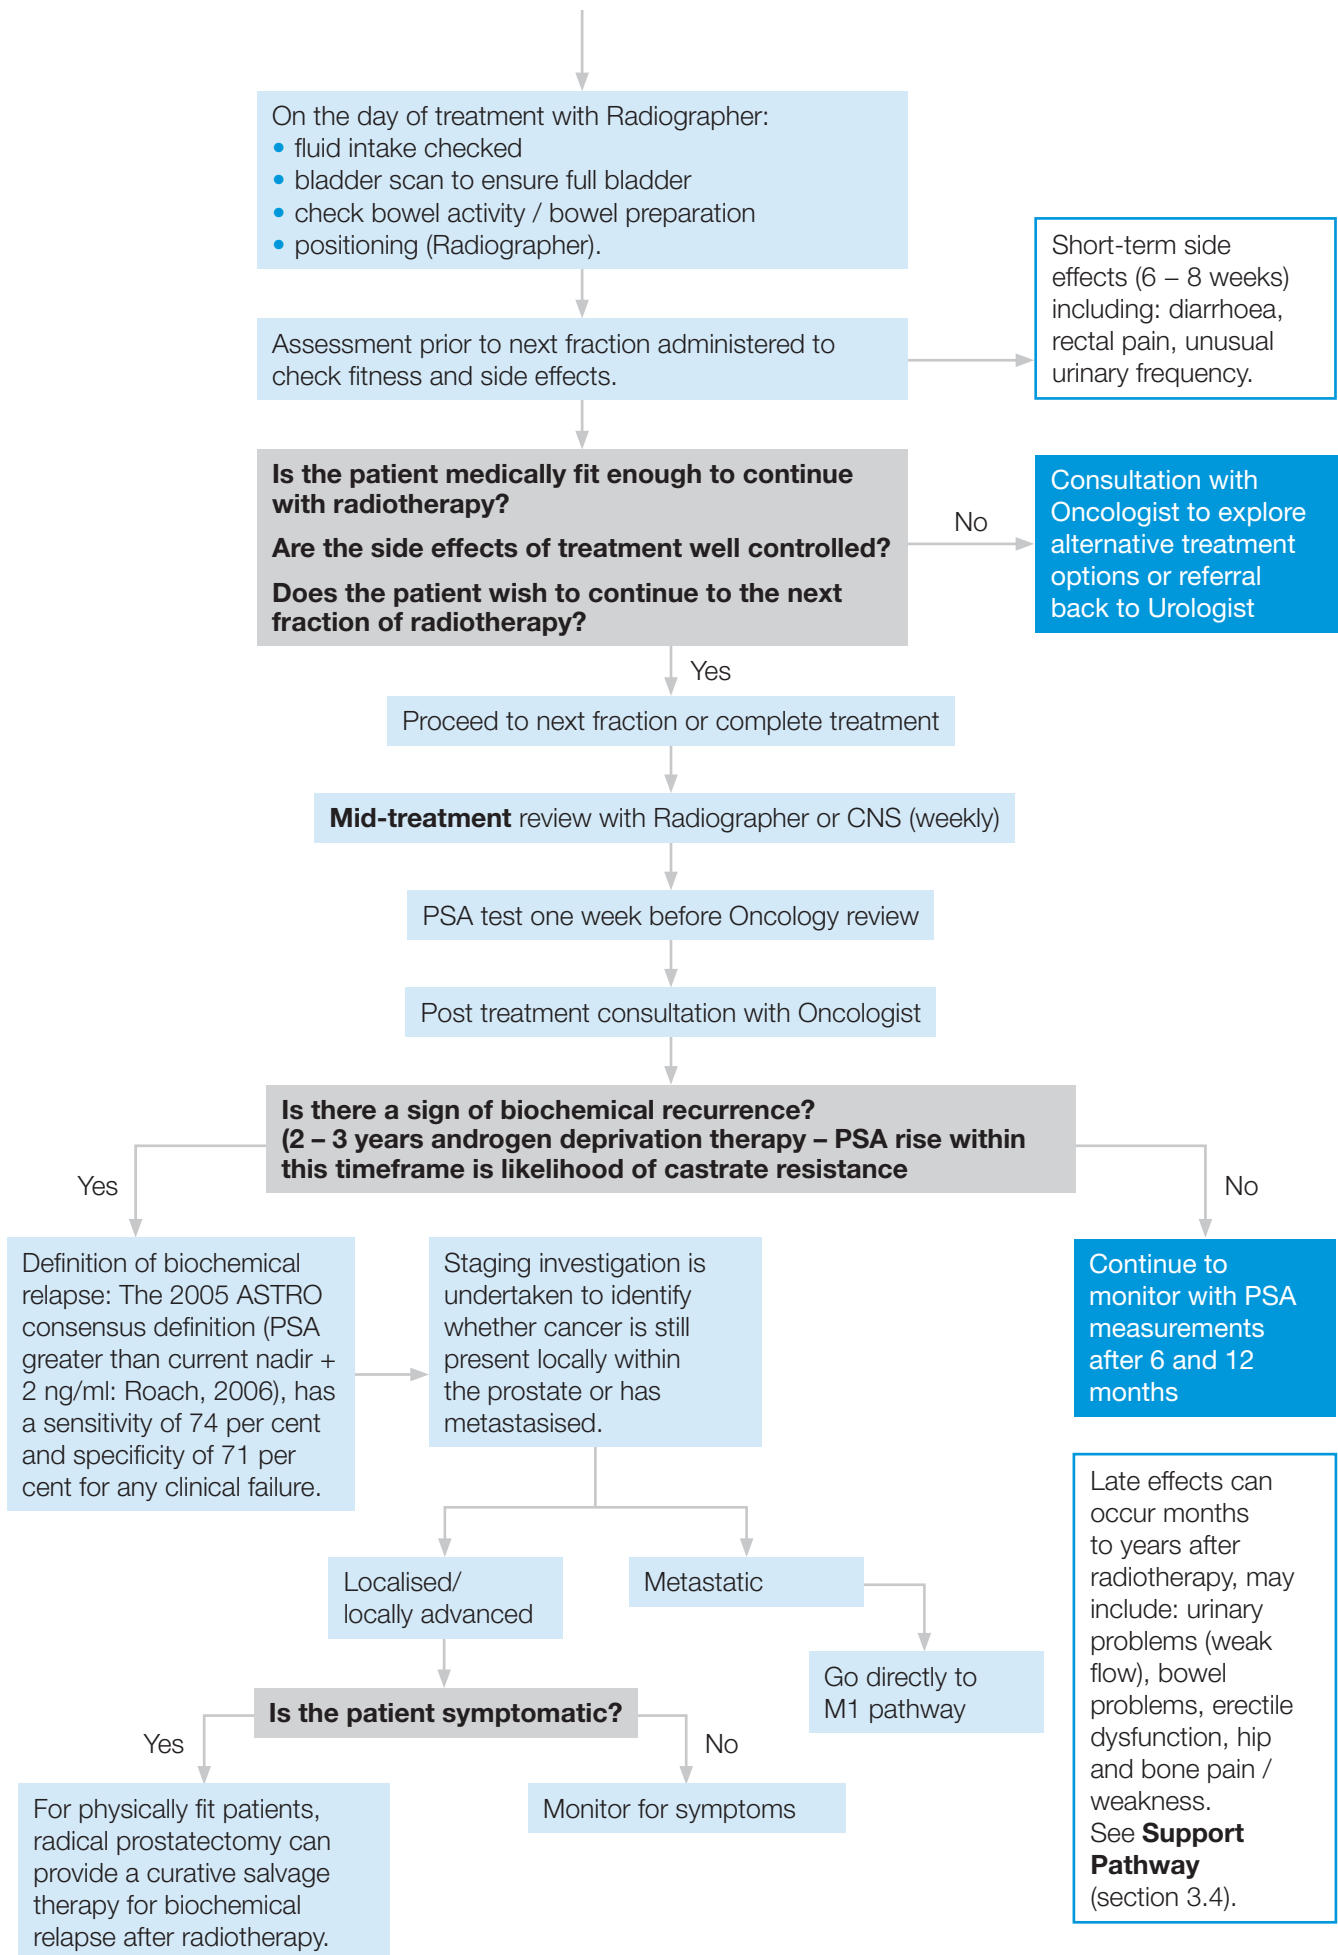 On the day of treatment with Radiographer:
• fluid intake checked
• bladder scan to ensure full bladder
• check bowel activity / bowel preparation
• positioning (Radiographer).
Short-term side
effects (6 – 8 weeks)
including: diarrhoea,
rectal pain, unusual
urinary frequency.
Assessment prior to next fraction administered to
check fitness and side effects.
Is the patient medically fit enough to continue
with radiotherapy?
Are the side effects of treatment well controlled?
Does the patient wish to continue to the next
fraction of radiotherapy?
No
Consultation with
Oncologist to explore
alternative treatment
options or referral
back to Urologist
Yes
Proceed to next fraction or complete treatment
Mid-treatment review with Radiographer or CNS (weekly)
PSA test one week before Oncology review
Post treatment consultation with Oncologist
Is there a sign of biochemical recurrence?
(2 – 3 years androgen deprivation therapy – PSA rise within
this timeframe is likelihood of castrate resistance
Yes
No
Definition of biochemical
relapse: The 2005 ASTRO
consensus definition (PSA
greater than current nadir +
2 ng/ml: Roach, 2006), has
a sensitivity of 74 per cent
and specificity of 71 per
cent for any clinical failure.
Staging investigation is
undertaken to identify
whether cancer is still
present locally within
the prostate or has
metastasised.
Continue to
monitor with PSA
measurements
after 6 and 12
months
Localised/
locally advanced
Metastatic
Go directly to
M1 pathway
Is the patient symptomatic?
Yes
No
For physically fit patients,
radical prostatectomy can
provide a curative salvage
therapy for biochemical
relapse after radiotherapy.
Monitor for symptoms
Late effects can
occur months
to years after
radiotherapy, may
include: urinary
problems (weak
flow), bowel
problems, erectile
dysfunction, hip
and bone pain /
weakness.
See Support
Pathway
(section 3.4).